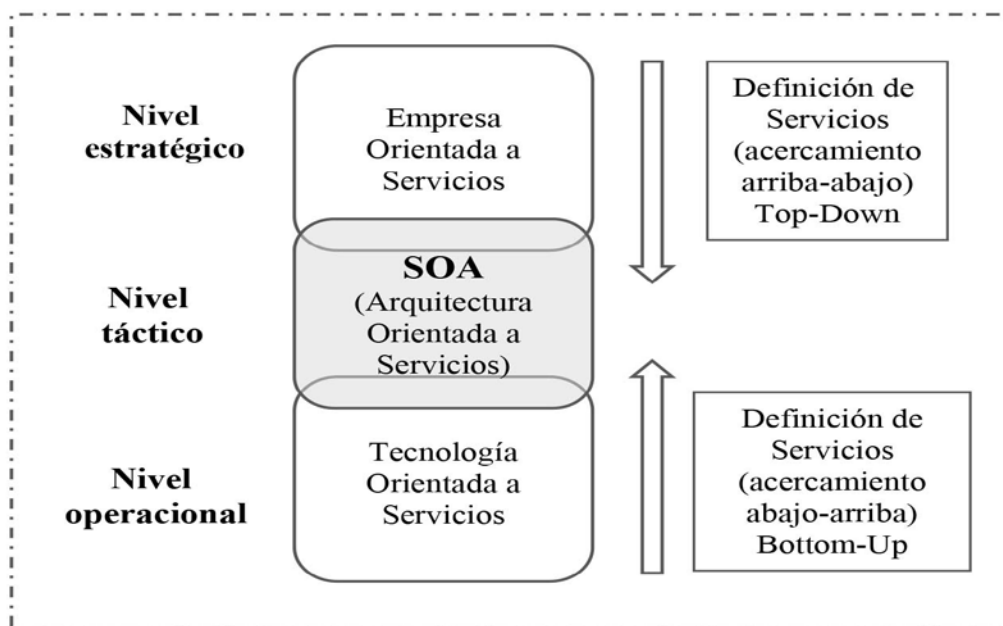 Nivel
estratégico
Empresa
Orientada a
Servicios
Definición de
Servicios
(acercamiento
arriba-abajo)
Top-Down
Nivel
táctico
SOA
(Arquitectura
Orientada a
Servicios)
Nivel
operacional
Tecnología
Orientada a
Servicios
Definición de
Servicios
(acercamiento
abajo-arriba)
Bottom-Up